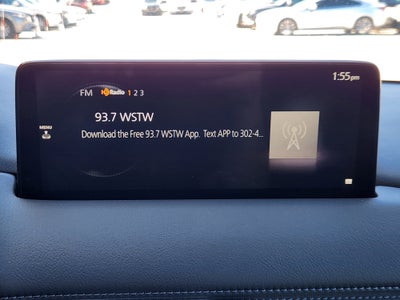 1:55pm
FM HD Radio 1 2 3
93.7 WSTW
MENU
Download the Free 93.7 WSTW App. Text APP to 302-4..